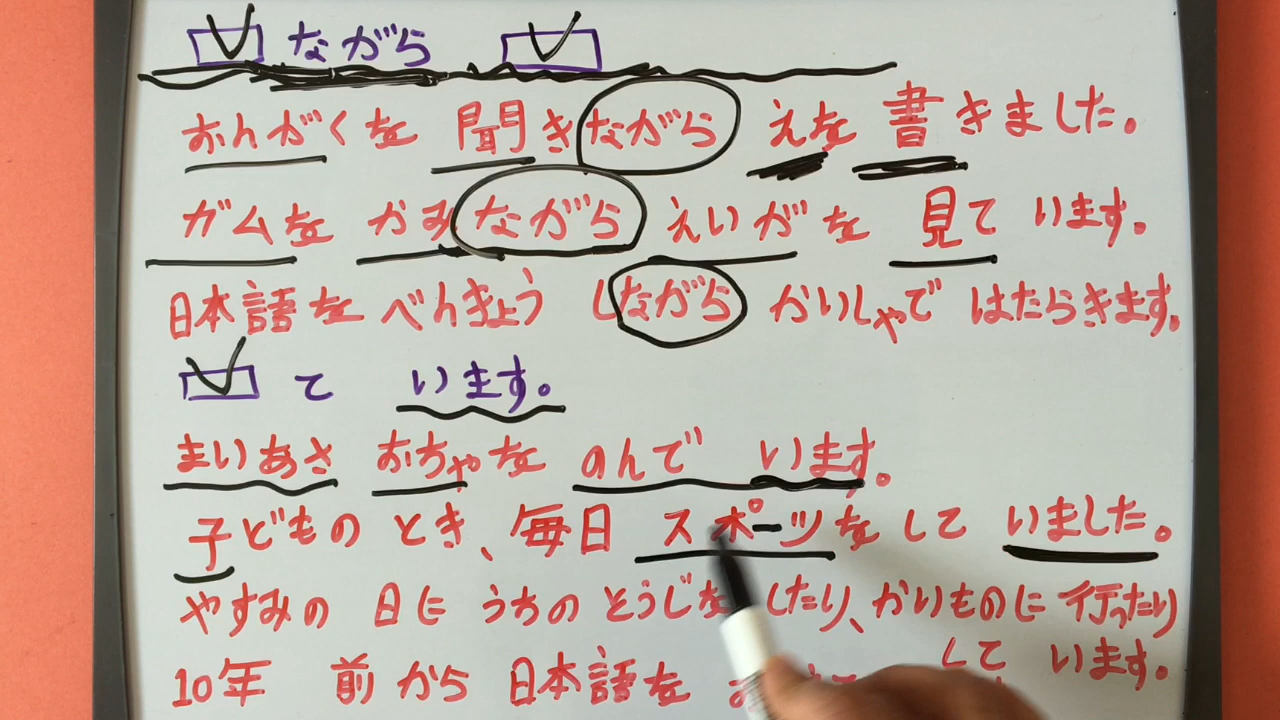 V ながら V
おんがくを 聞きながら えを 書きました。
ガムを かみながら えいがを 見て います。
日本語を べんきょう しながら かいしゃで はたらきます。
V て います。
まいあさ おちゃを のんで います。
子どもの とき、毎日 スポーツを して いました。
やすみの 日に うちの そうじを したり、かいものに 行ったり
して います。
10年 前から 日本語を